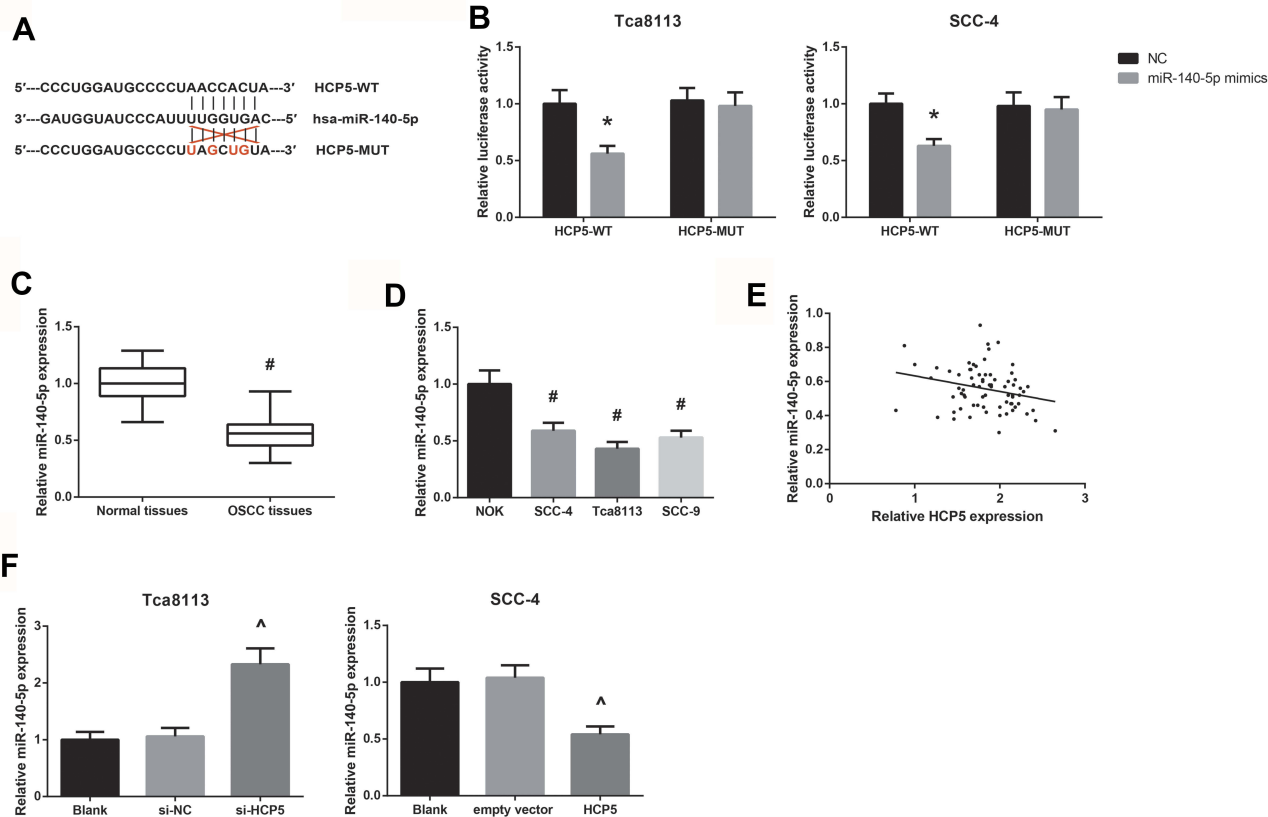 A
5′---CCCUGGAUGCCCCUAACCACUA---3′ HCP5-WT
3′---GAUGGUAUCCCAUUUUGGUGAC---5′ hsa-miR-140-5p
5′---CCCUGGAUGCCCCUUAGCUGUA---3′ HCP5-MUT
B
Tca8113
Relative luciferase activity
1.5
1.0
0.5
0.0
*
HCP5-WT HCP5-MUT
SCC-4
Relative luciferase activity
1.5
1.0
0.5
0.0
*
HCP5-WT HCP5-MUT
NC
miR-140-5p mimics
C
Relative miR-140-5p expression
1.5
1.0
0.5
0.0
#
Normal tissues OSCC tissues
D
Relative miR-140-5p expression
1.5
1.0
0.5
0.0
# # #
NOK SCC-4 Tca8113 SCC-9
E
Relative miR-140-5p expression
1.0
0.8
0.6
0.4
0.2
0.0
0 1 2 3
Relative HCP5 expression
F
Tca8113
Relative miR-140-5p expression
3
2
1
0
^
Blank si-NC si-HCP5
SCC-4
Relative miR-140-5p expression
1.5
1.0
0.5
0.0
^
Blank empty vector HCP5